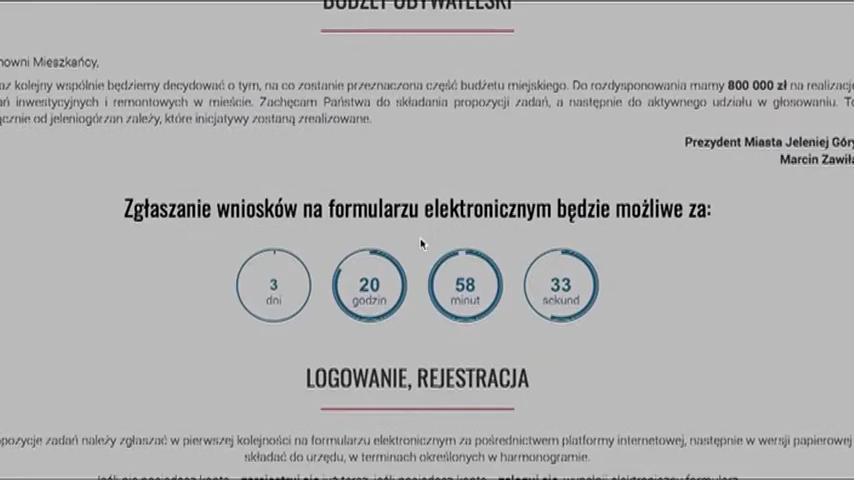 BUDŻET OBYWATELSKI
Mieszkańcy,
kolejny wspólnie będziemy decydować o tym, na co zostanie przeznaczona część budżetu miejskiego. Do rozdysponowania mamy 800 000 zł na realizację
inwestycyjnych i remontowych w mieście. Zachęcam Państwa do składania propozycji zadań, a następnie do aktywnego udziału w głosowaniu. To
od jeleniogórzan zależy, które inicjatywy zostaną zrealizowane.
Prezydent Miasta Jeleniej Góry
Marcin Zawiła
Zgłaszanie wniosków na formularzu elektronicznym będzie możliwe za:
3 20 58 33
dni godzin minut sekund
LOGOWANIE, REJESTRACJA
zadań należy zgłaszać w pierwszej kolejności na formularzu elektronicznym za pośrednictwem platformy internetowej, następnie w wersji papierowej
składać do urzędu, w terminach określonych w harmonogramie.